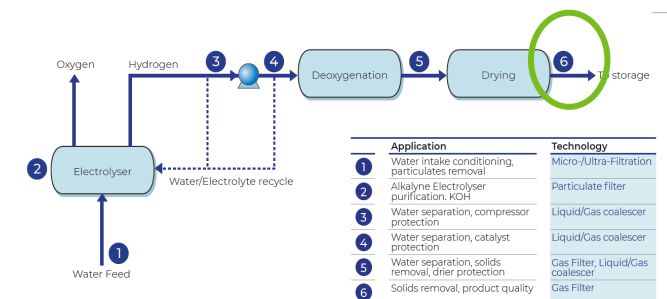 Oxygen
Hydrogen
3
4
5
6
Deoxygenation
Drying
To storage
2
Electrolyser
Water/Electrolyte recycle
1
Water Feed
Application Technology
1 Water intake conditioning, Micro-/Ultra-Filtration
particulates removal
2 Alkalyne Electrolyser Particulate filter
purification. KOH
3 Water separation, compressor Liquid/Gas coalescer
protection
4 Water separation, catalyst Liquid/Gas coalescer
protection
5 Water separation, solids Gas Filter, Liquid/Gas
removal, drier protection coalescer
6 Solids removal, product quality Gas Filter